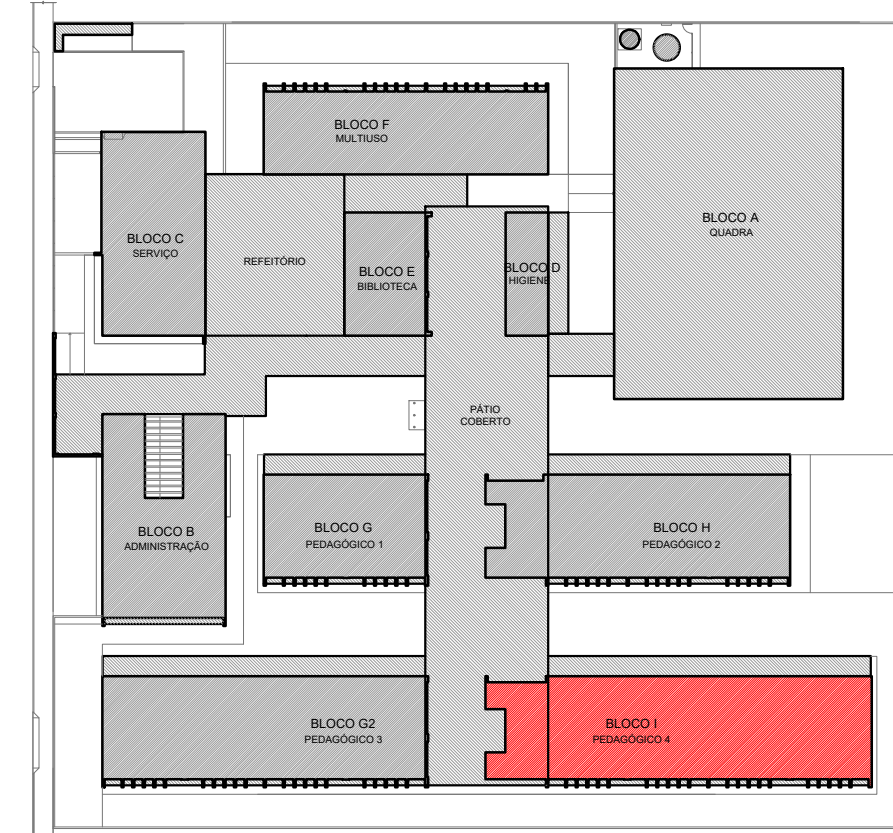 BLOCO F
MULTIUSO
BLOCO A
QUADRA
BLOCO C
SERVIÇO
REFEITÓRIO
BLOCO E
BIBLIOTECA
BLOCO D
HIGIENE
PÁTIO
COBERTO
BLOCO B
ADMINISTRAÇÃO
BLOCO G
PEDAGÓGICO 1
BLOCO H
PEDAGÓGICO 2
BLOCO G2
PEDAGÓGICO 3
BLOCO I
PEDAGÓGICO 4